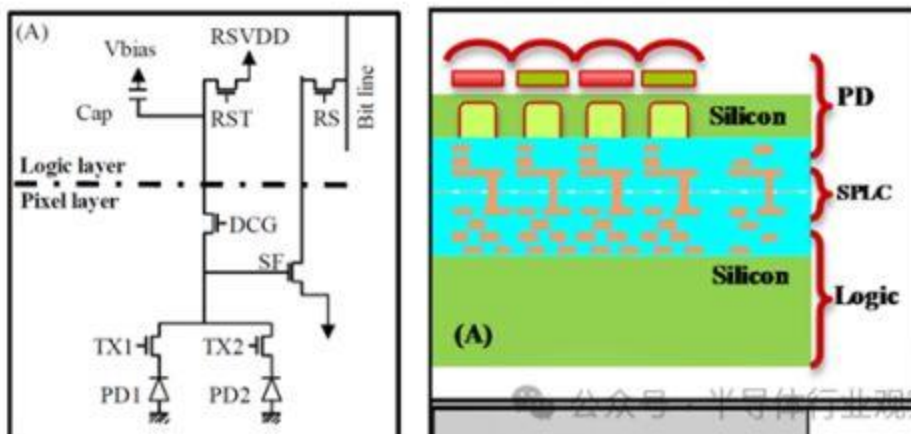 (A)
RSVDD
Vbias
Cap
RST
RS
Bit line
Logic layer
Pixel layer
DCG
SF
TX1
TX2
PD1
PD2
Silicon
PD
SPLC
Silicon
Logic
(A)
公众号 · 半导体行业观